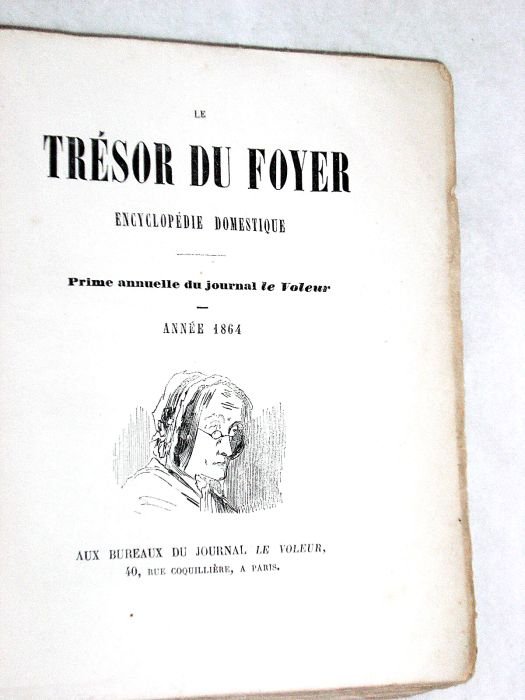 LE
TRÉSOR DU FOYER
ENCYCLOPÉDIE DOMESTIQUE
Prime annuelle du journal le Voleur
ANNÉE 1864
AUX BUREAUX DU JOURNAL LE VOLEUR,
40, RUE COQUILLIÈRE, A PARIS.